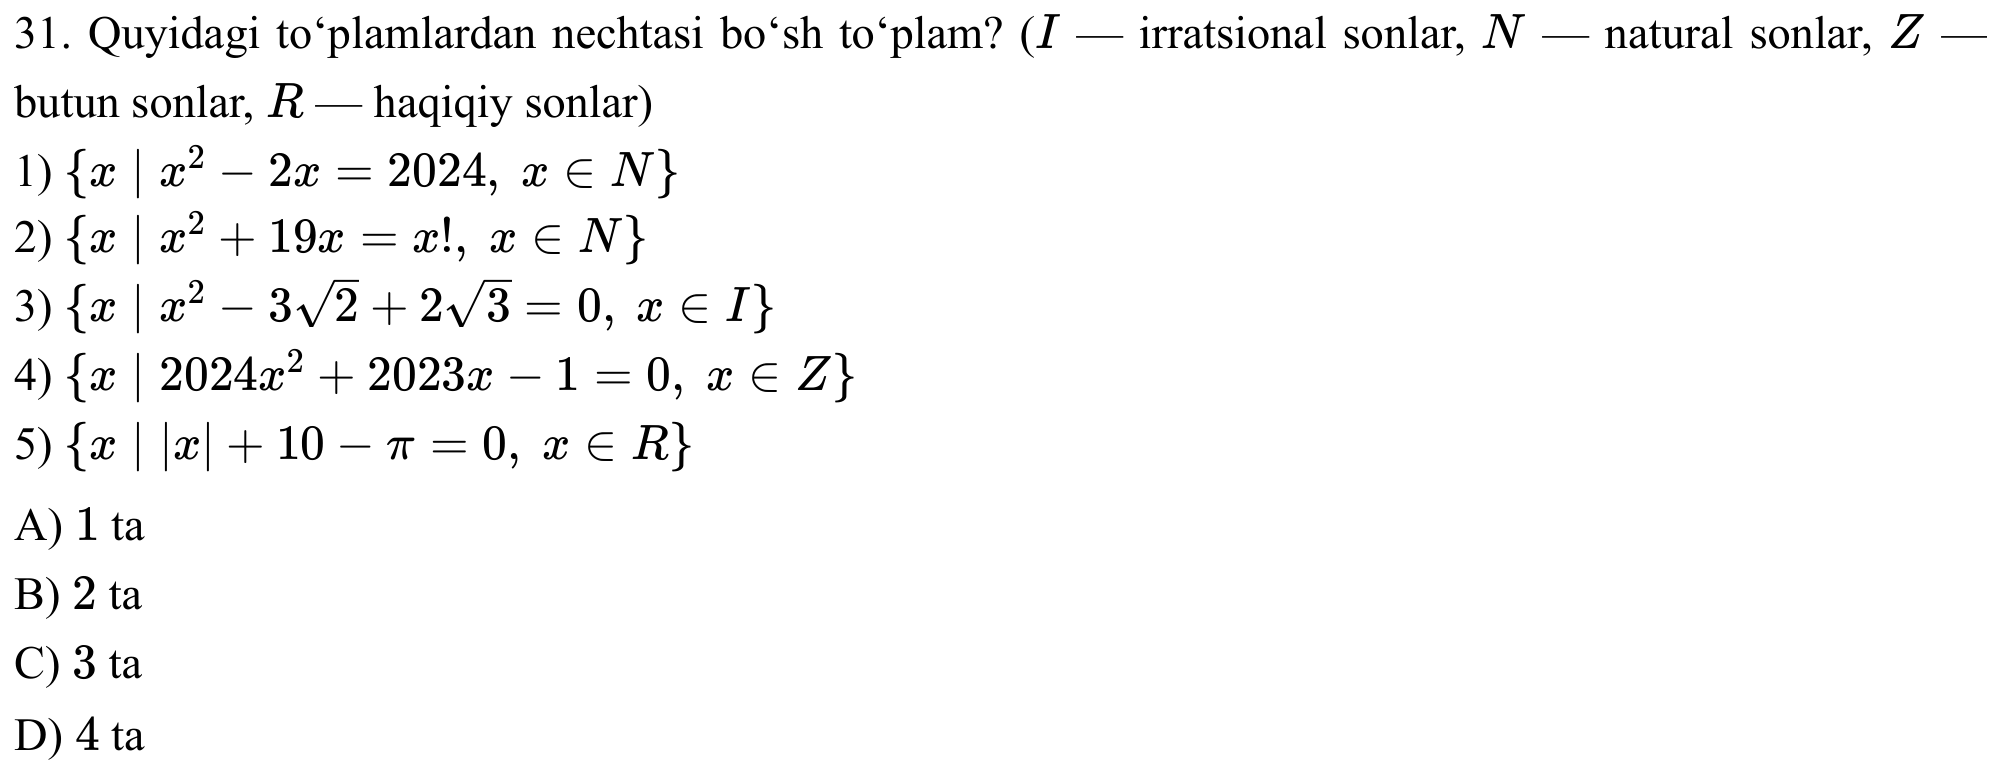 31. Quyidagi to‘plamlardan nechtasi bo‘sh to‘plam? (I — irratsional sonlar, N — natural sonlar, Z —
butun sonlar, R — haqiqiy sonlar)
1) {x | x² − 2x = 2024, x ∈ N}
2) {x | x² + 19x = x!, x ∈ N}
3) {x | x² − 3√2 + 2√3 = 0, x ∈ I}
4) {x | 2024x² + 2023x − 1 = 0, x ∈ Z}
5) {x | |x| + 10 − π = 0, x ∈ R}
A) 1 ta
B) 2 ta
C) 3 ta
D) 4 ta